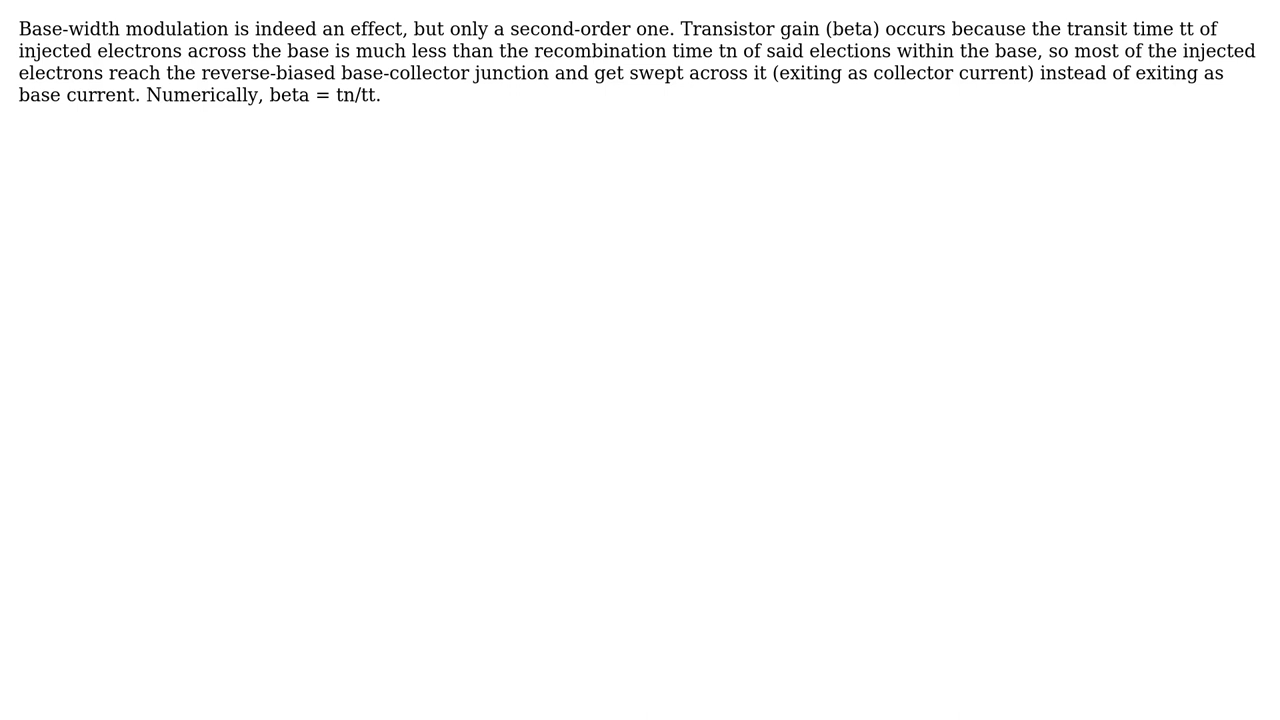 Base-width modulation is indeed an effect, but only a second-order one. Transistor gain (beta) occurs because the transit time tt of
injected electrons across the base is much less than the recombination time tn of said elections within the base, so most of the injected
electrons reach the reverse-biased base-collector junction and get swept across it (exiting as collector current) instead of exiting as
base current. Numerically, beta = tn/tt.